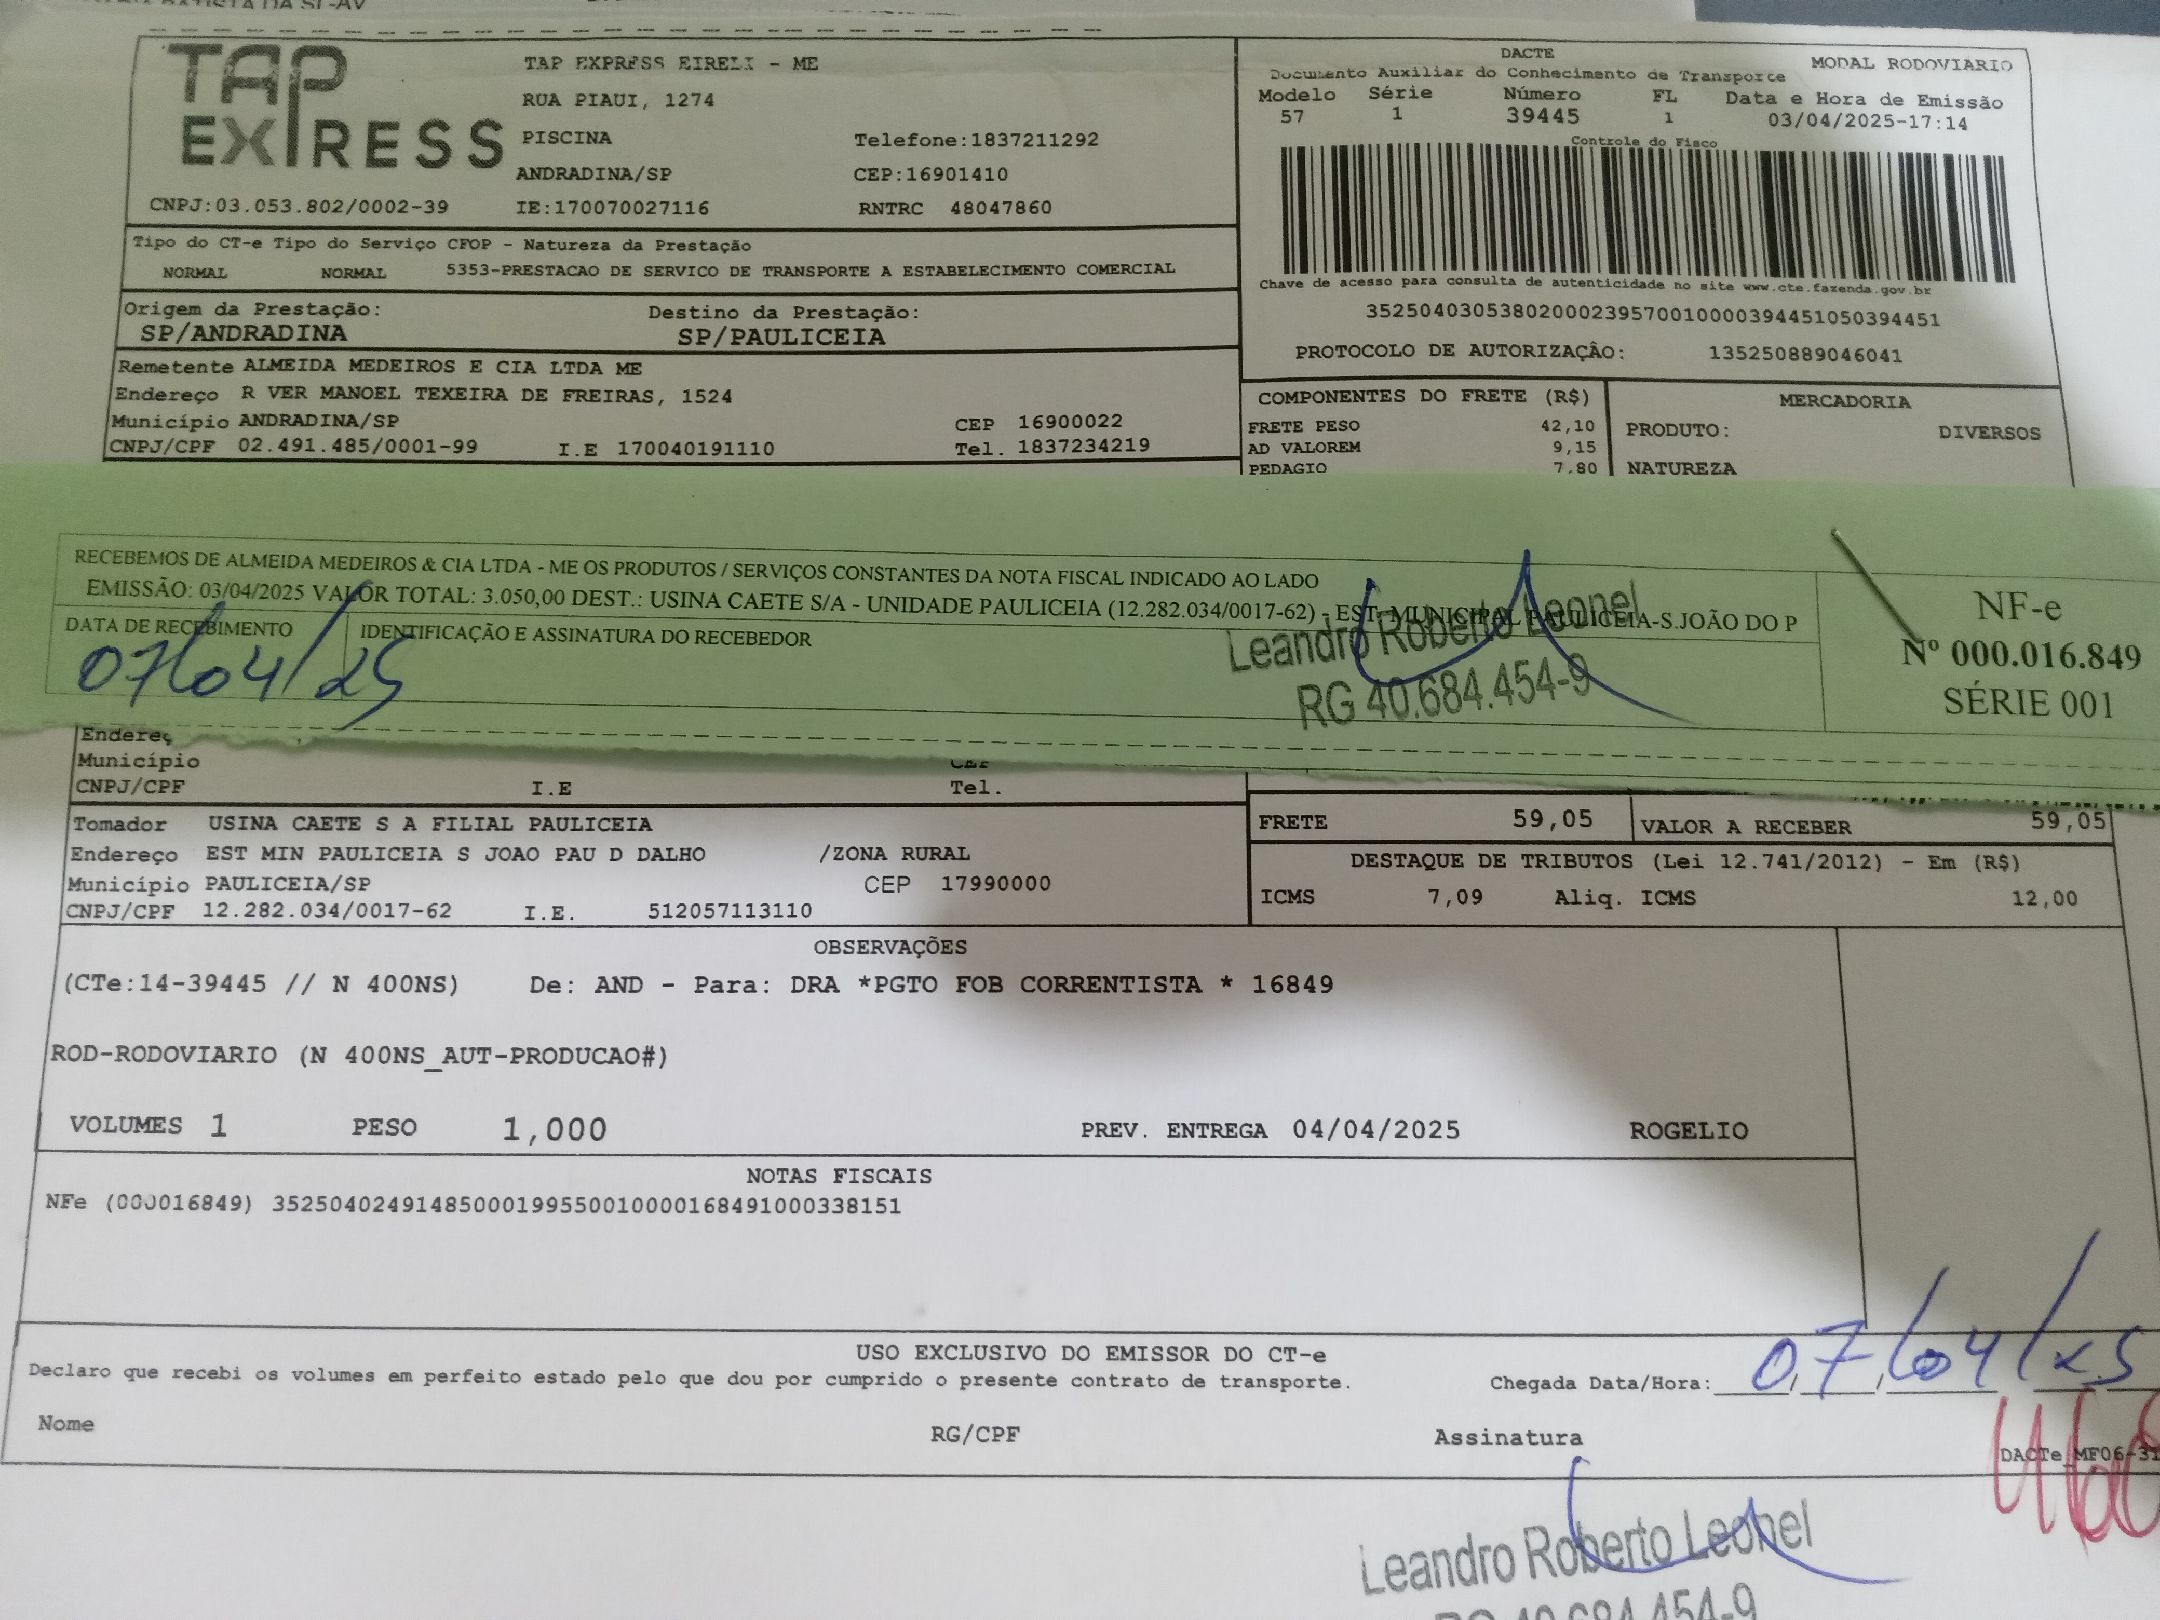 TAP EXPRESS
TAP EXPRESS EIRELI - ME
RUA PIAUI, 1274
PISCINA Telefone:1837211292
ANDRADINA/SP CEP:16901410
CNPJ:03.053.802/0002-39 IE:170070027116 RNTRC 48047860
DACTE
Documento Auxiliar do Conhecimento de Transporte MODAL RODOVIARIO
Modelo Série Número FL Data e Hora de Emissão
57 1 39445 1 03/04/2025-17:14
Controle do Fisco
Chave de acesso para consulta de autenticidade no site www.cte.fazenda.gov.br
35250403053802000239570010000394451050394451
PROTOCOLO DE AUTORIZAÇÂO: 135250889046041
Tipo do CT-e Tipo do Serviço CFOP - Natureza da Prestação
NORMAL NORMAL 5353-PRESTACAO DE SERVICO DE TRANSPORTE A ESTABELECIMENTO COMERCIAL
Origem da Prestação: Destino da Prestação:
SP/ANDRADINA SP/PAULICEIA
Remetente ALMEIDA MEDEIROS E CIA LTDA ME
Endereço R VER MANOEL TEXEIRA DE FREIRAS, 1524
Município ANDRADINA/SP CEP 16900022
CNPJ/CPF 02.491.485/0001-99 I.E 170040191110 Tel. 1837234219
COMPONENTES DO FRETE (R$) MERCADORIA
FRETE PESO 42,10 PRODUTO: DIVERSOS
AD VALOREM 9,15
PEDAGIO 7,80 NATUREZA
RECEBEMOS DE ALMEIDA MEDEIROS & CIA LTDA - ME OS PRODUTOS / SERVIÇOS CONSTANTES DA NOTA FISCAL INDICADO AO LADO
EMISSÃO: 03/04/2025 VALOR TOTAL: 3.050,00 DEST.: USINA CAETE S/A - UNIDADE PAULICEIA (12.282.034/0017-62) - EST. MUNICIPAL PAULICEIA-S.JOÃO DO P
DATA DE RECEBIMENTO IDENTIFICAÇÃO E ASSINATURA DO RECEBEDOR
07/04/25
Leandro Roberto Leonel
RG 40.684.454-9
NF-e
Nº 000.016.849
SÉRIE 001
Município
CNPJ/CPF I.E Tel.
Tomador USINA CAETE S A FILIAL PAULICEIA
Endereço EST MIN PAULICEIA S JOAO PAU D DALHO /ZONA RURAL
Município PAULICEIA/SP CEP 17990000
CNPJ/CPF 12.282.034/0017-62 I.E. 512057113110
FRETE 59,05 VALOR A RECEBER 59,05
DESTAQUE DE TRIBUTOS (Lei 12.741/2012) - Em (R$)
ICMS 7,09 Aliq. ICMS 12,00
OBSERVAÇÕES
(CTe:14-39445 // N 400NS) De: AND - Para: DRA *PGTO FOB CORRENTISTA * 16849
ROD-RODOVIARIO (N 400NS_AUT-PRODUCAO#)
VOLUMES 1 PESO 1,000 PREV. ENTREGA 04/04/2025 ROGELIO
NOTAS FISCAIS
NFe (000016849) 35250402491485000199550010000168491000338151
USO EXCLUSIVO DO EMISSOR DO CT-e
Declaro que recebi os volumes em perfeito estado pelo que dou por cumprido o presente contrato de transporte. Chegada Data/Hora: 07/04/25
Nome RG/CPF Assinatura
DACTe_MF06-31
Leandro Roberto Leonel
RG 40.684.454-9